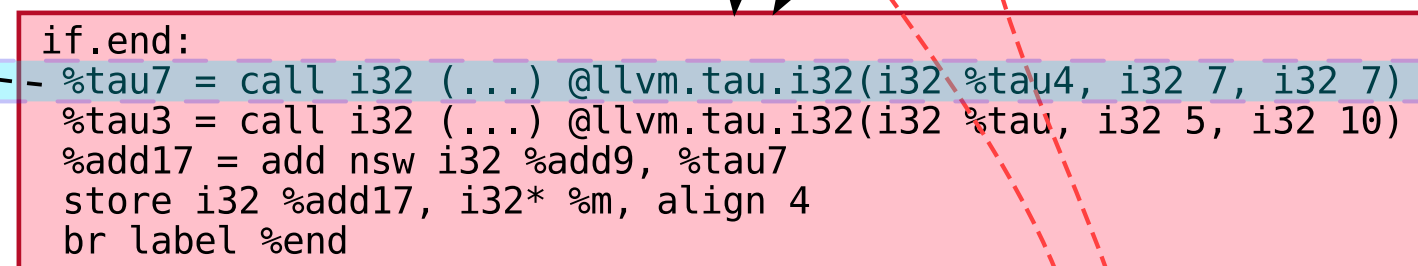 if.end:
%tau7 = call i32 (...) @llvm.tau.i32(i32 %tau4, i32 7, i32 7)
%tau3 = call i32 (...) @llvm.tau.i32(i32 %tau, i32 5, i32 10)
%add17 = add nsw i32 %add9, %tau7
store i32 %add17, i32* %m, align 4
br label %end